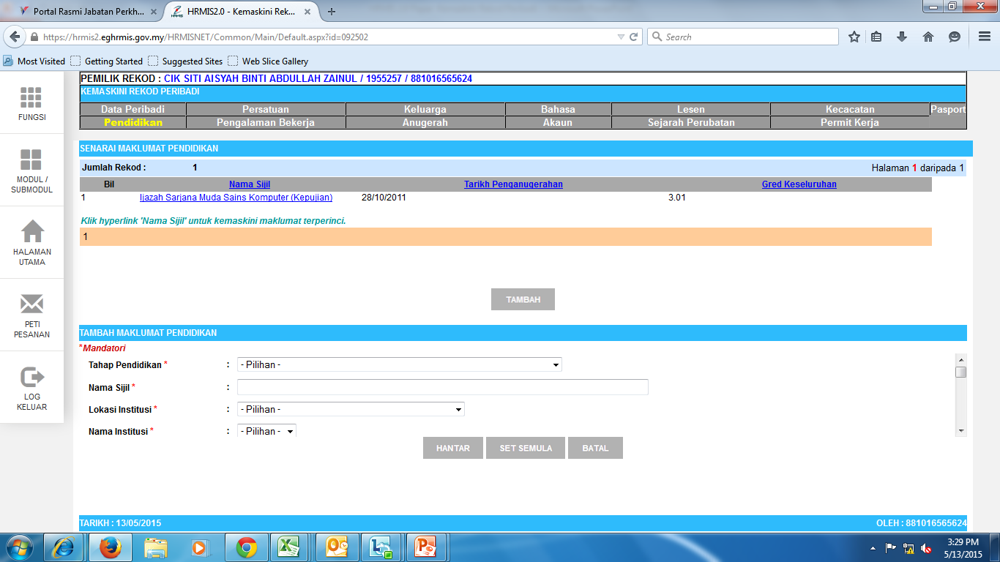 Portal Rasmi Jabatan Perkh...
HRMIS2.0 - Kemaskini Rek...
https://hrmis2.eghrmis.gov.my/HRMISNET/Common/Main/Default.aspx?id=092502
Search
Most Visited Getting Started Suggested Sites Web Slice Gallery
FUNGSI
MODUL /
SUBMODUL
HALAMAN
UTAMA
PETI
PESANAN
LOG
KELUAR
PEMILIK REKOD : CIK SITI AISYAH BINTI ABDULLAH ZAINUL / 1955257 / 881016565624
KEMASKINI REKOD PERIBADI
Data Peribadi Persatuan Keluarga Bahasa Lesen Kecacatan Pasport
Pendidikan Pengalaman Bekerja Anugerah Akaun Sejarah Perubatan Permit Kerja
SENARAI MAKLUMAT PENDIDIKAN
Jumlah Rekod : 1 Halaman 1 daripada 1
Bil Nama Sijil Tarikh Penganugerahan Gred Keseluruhan
1 Ijazah Sarjana Muda Sains Komputer (Kepujian) 28/10/2011 3.01
Klik hyperlink 'Nama Sijil' untuk kemaskini maklumat terperinci.
1
TAMBAH
TAMBAH MAKLUMAT PENDIDIKAN
*Mandatori
Tahap Pendidikan * : - Pilihan -
Nama Sijil * :
Lokasi Institusi * : - Pilihan -
Nama Institusi * : - Pilihan -
HANTAR SET SEMULA BATAL
TARIKH : 13/05/2015 OLEH : 881016565624
3:29 PM
5/13/2015